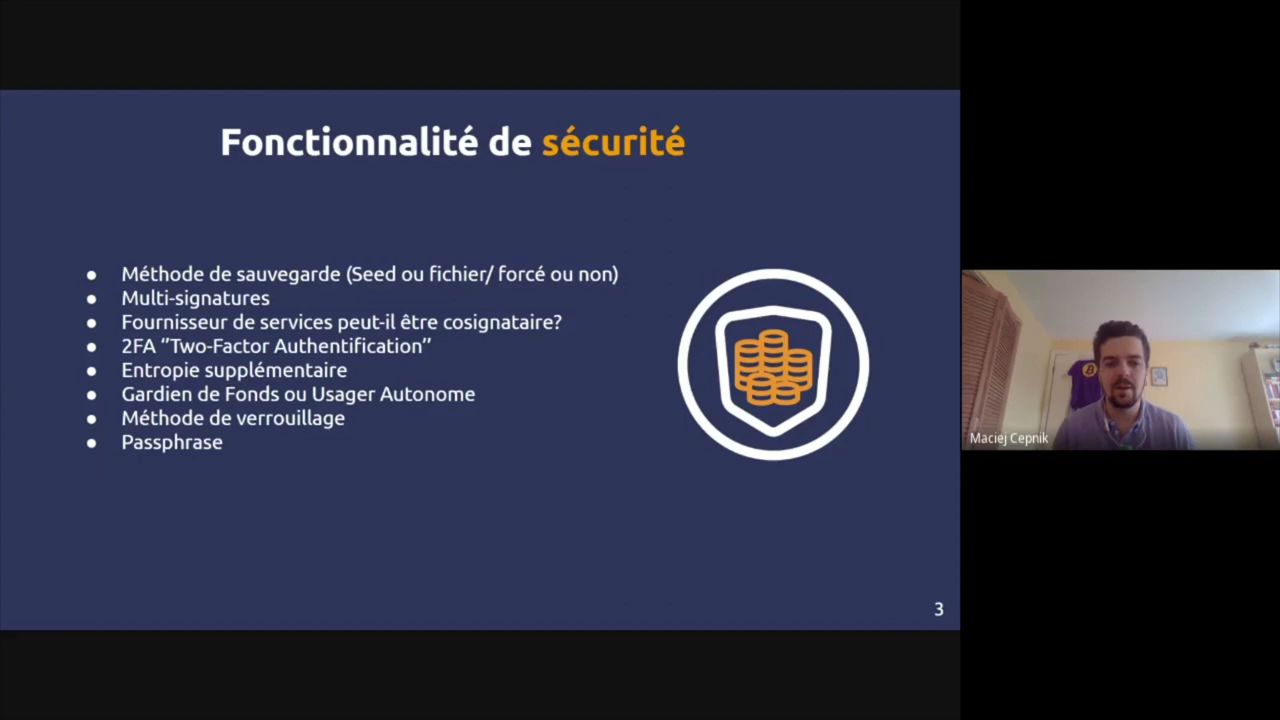 Fonctionnalité de sécurité
● Méthode de sauvegarde (Seed ou fichier/ forcé ou non)
● Multi-signatures
● Fournisseur de services peut-il être cosignataire?
● 2FA ‘’Two-Factor Authentification’’
● Entropie supplémentaire
● Gardien de Fonds ou Usager Autonome
● Méthode de verrouillage
● Passphrase
3
Maciej Cepnik